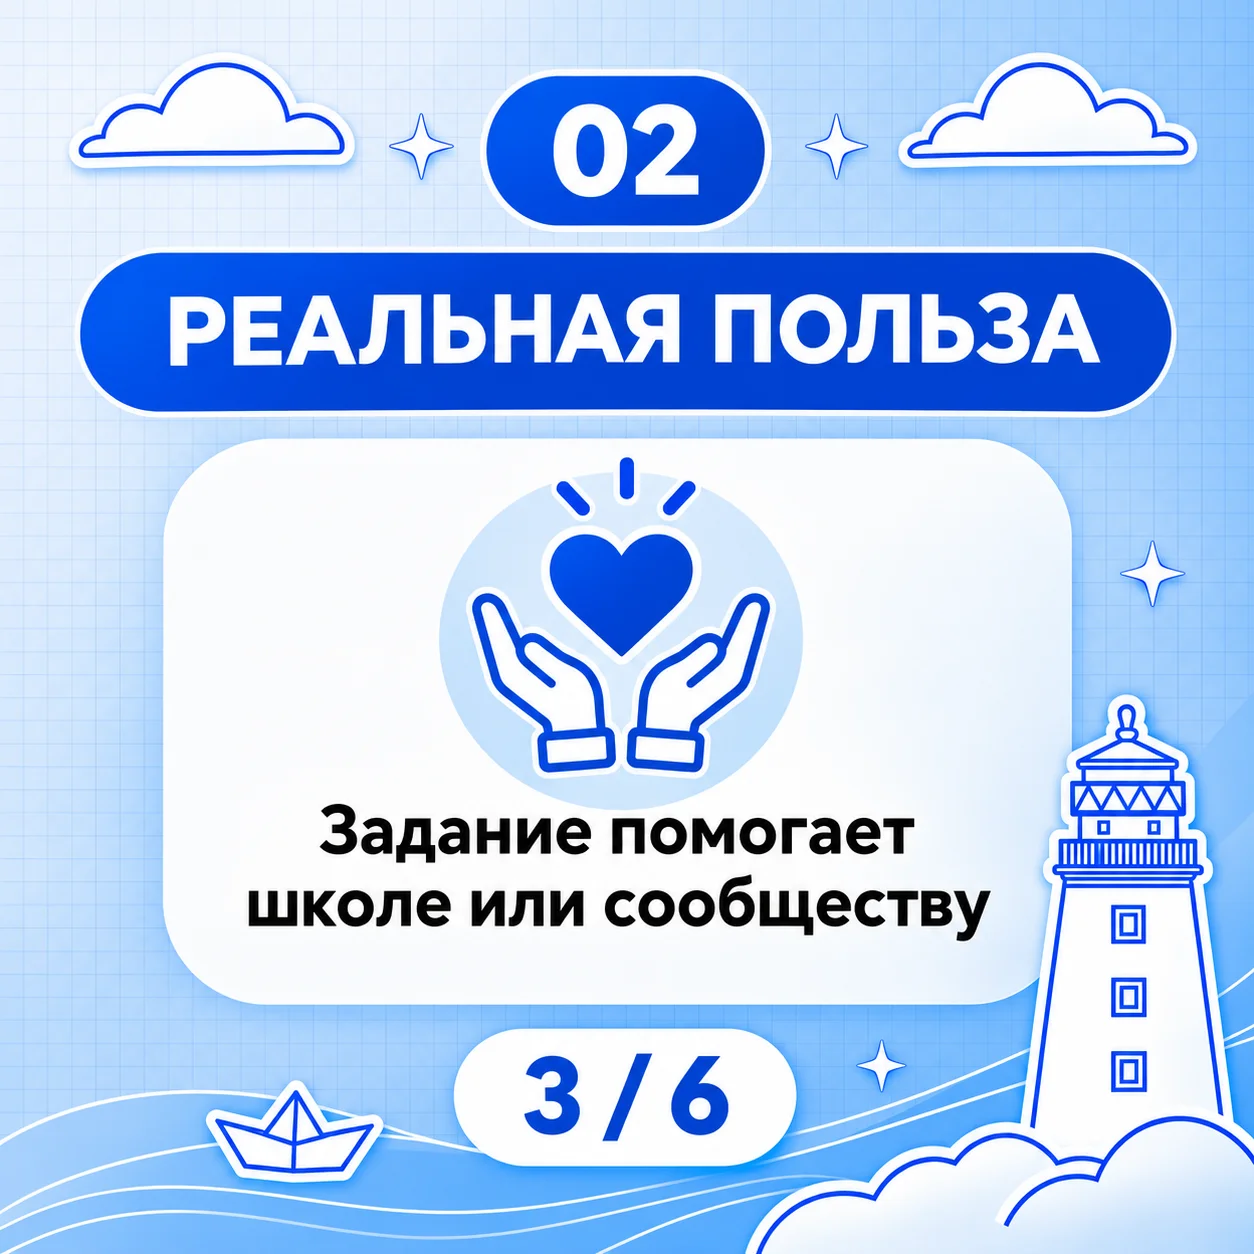 02
РЕАЛЬНАЯ ПОЛЬЗА
Задание помогает
школе или сообществу
3 / 6